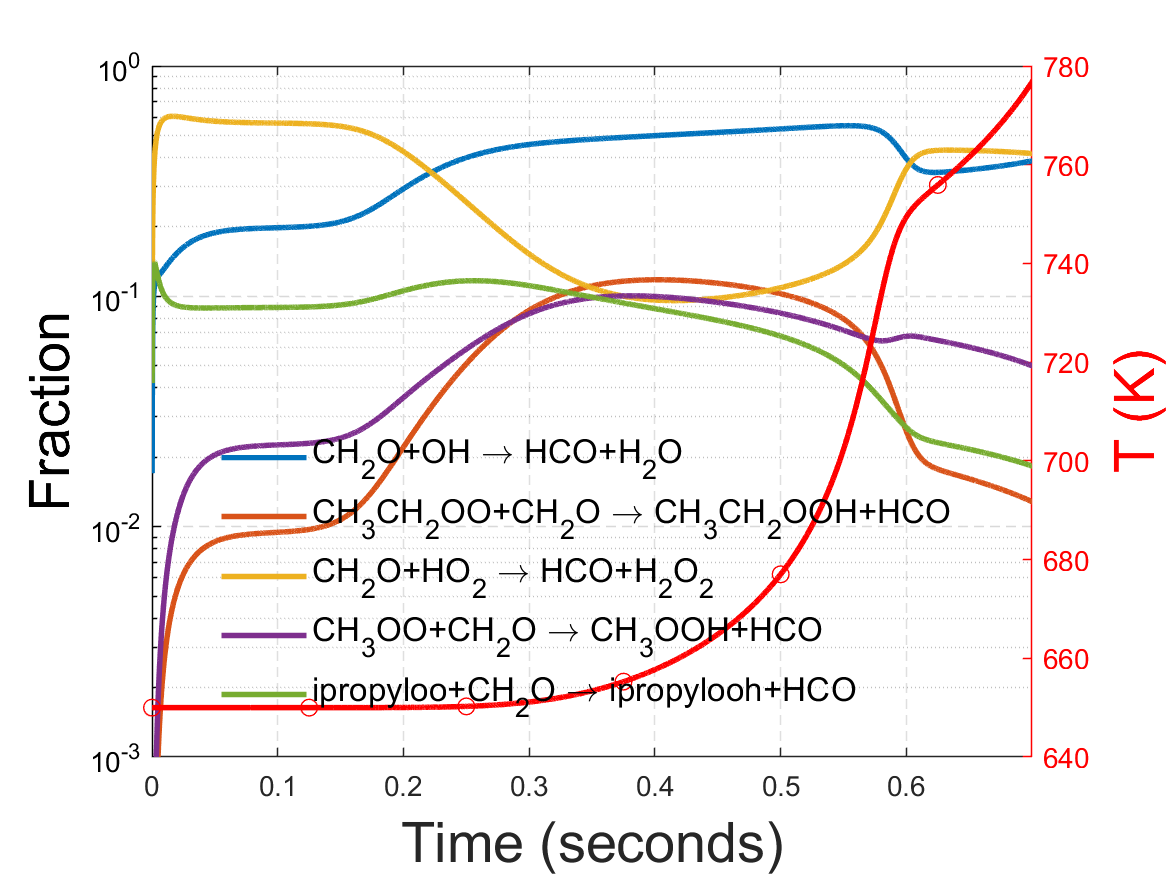 10^0
10^-1
10^-2
10^-3
Fraction
780
760
740
720
700
680
660
640
T (K)
CH2O+OH → HCO+H2O
CH3CH2OO+CH2O → CH3CH2OOH+HCO
CH2O+HO2 → HCO+H2O2
CH3OO+CH2O → CH3OOH+HCO
ipropyloo+CH2O → ipropylooh+HCO
0 0.1 0.2 0.3 0.4 0.5 0.6
Time (seconds)